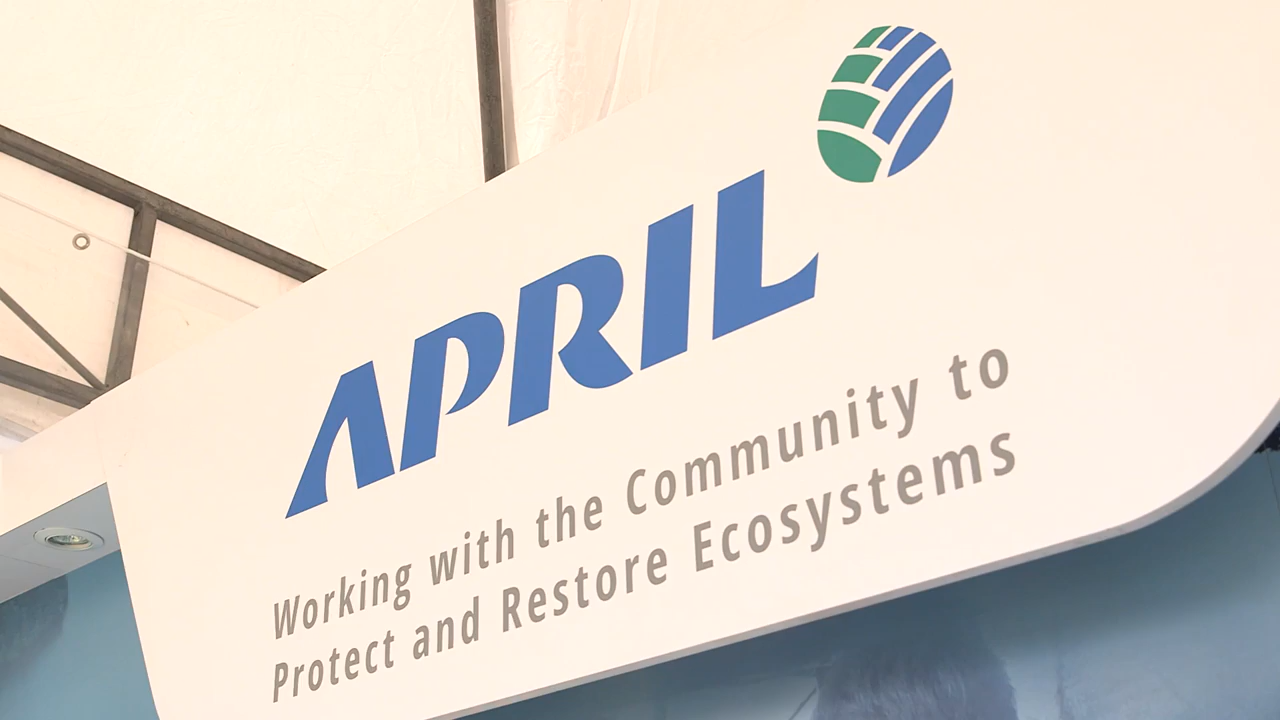 APRIL
Working with the Community to
Protect and Restore Ecosystems